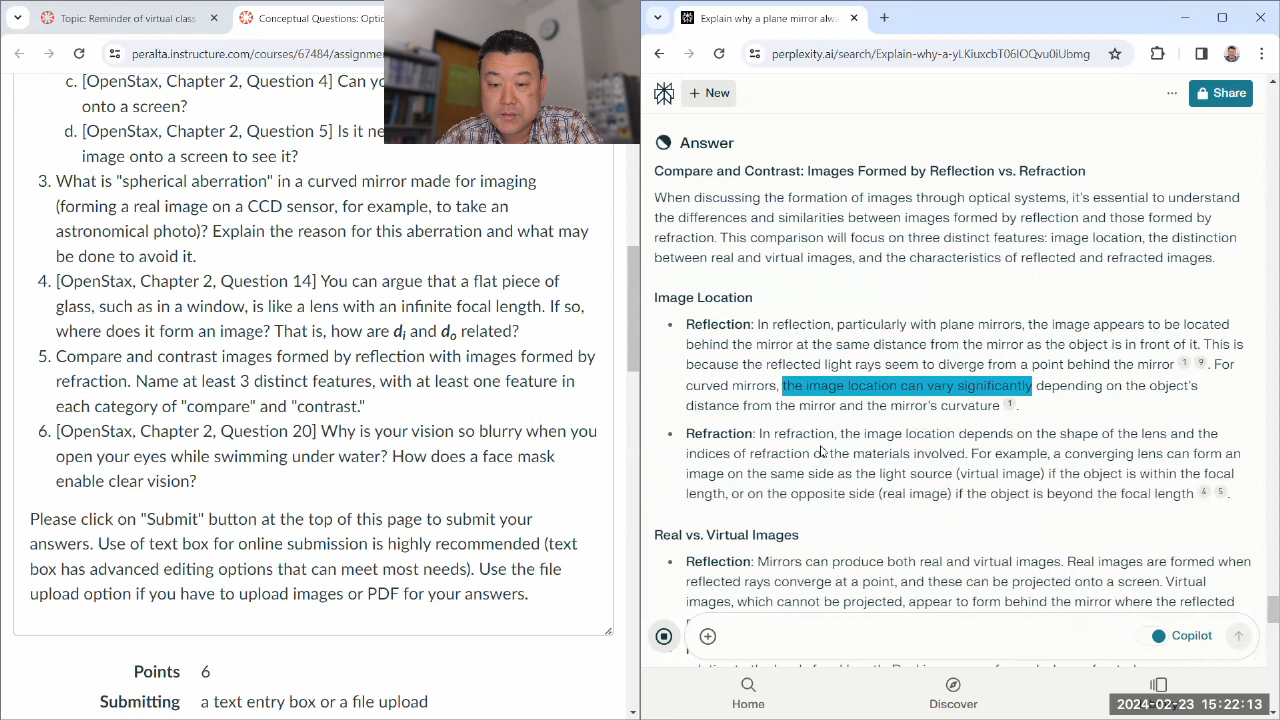 Topic: Reminder of virtual class
Conceptual Questions: Optic
peralta.instructure.com/courses/67484/assignme
c. [OpenStax, Chapter 2, Question 4] Can yo
onto a screen?
d. [OpenStax, Chapter 2, Question 5] Is it ne
image onto a screen to see it?
3. What is "spherical aberration" in a curved mirror made for imaging
(forming a real image on a CCD sensor, for example, to take an
astronomical photo)? Explain the reason for this aberration and what may
be done to avoid it.
4. [OpenStax, Chapter 2, Question 14] You can argue that a flat piece of
glass, such as in a window, is like a lens with an infinite focal length. If so,
where does it form an image? That is, how are di and do related?
5. Compare and contrast images formed by reflection with images formed by
refraction. Name at least 3 distinct features, with at least one feature in
each category of "compare" and "contrast."
6. [OpenStax, Chapter 2, Question 20] Why is your vision so blurry when you
open your eyes while swimming under water? How does a face mask
enable clear vision?
Please click on "Submit" button at the top of this page to submit your
answers. Use of text box for online submission is highly recommended (text
box has advanced editing options that can meet most needs). Use the file
upload option if you have to upload images or PDF for your answers.
Points 6
Submitting a text entry box or a file upload
Explain why a plane mirror alwa
+ New
Share
Answer
Compare and Contrast: Images Formed by Reflection vs. Refraction
When discussing the formation of images through optical systems, it's essential to understand
the differences and similarities between images formed by reflection and those formed by
refraction. This comparison will focus on three distinct features: image location, the distinction
between real and virtual images, and the characteristics of reflected and refracted images.
Image Location
• Reflection: In reflection, particularly with plane mirrors, the image appears to be located
behind the mirror at the same distance from the mirror as the object is in front of it. This is
because the reflected light rays seem to diverge from a point behind the mirror 1 9 . For
curved mirrors, the image location can vary significantly depending on the object's
distance from the mirror and the mirror's curvature 1 .
• Refraction: In refraction, the image location depends on the shape of the lens and the
indices of refraction of the materials involved. For example, a converging lens can form an
image on the same side as the light source (virtual image) if the object is within the focal
length, or on the opposite side (real image) if the object is beyond the focal length 4 5 .
Real vs. Virtual Images
• Reflection: Mirrors can produce both real and virtual images. Real images are formed when
reflected rays converge at a point, and these can be projected onto a screen. Virtual
images, which cannot be projected, appear to form behind the mirror where the reflected
Copilot
Home
Discover
2024-02-23 15:22:13